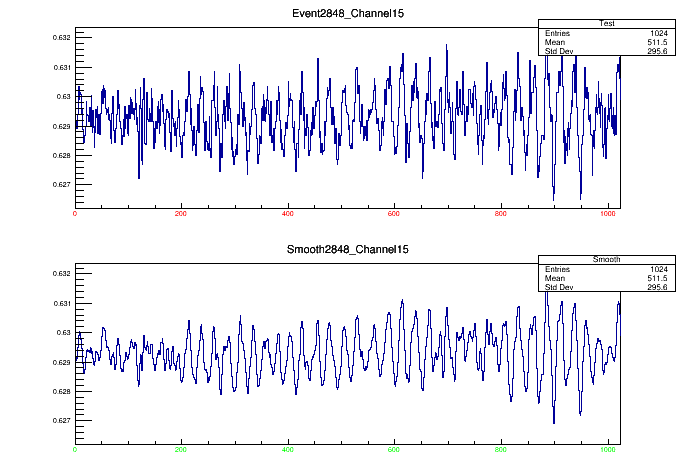 Event2848_Channel15
Test
Entries 1024
Mean 511.5
Std Dev 295.6
0.632
0.631
0.63
0.629
0.628
0.627
0 200 400 600 800 1000
Smooth2848_Channel15
Smooth
Entries 1024
Mean 511.5
Std Dev 295.6
0.632
0.631
0.63
0.629
0.628
0.627
0 200 400 600 800 1000